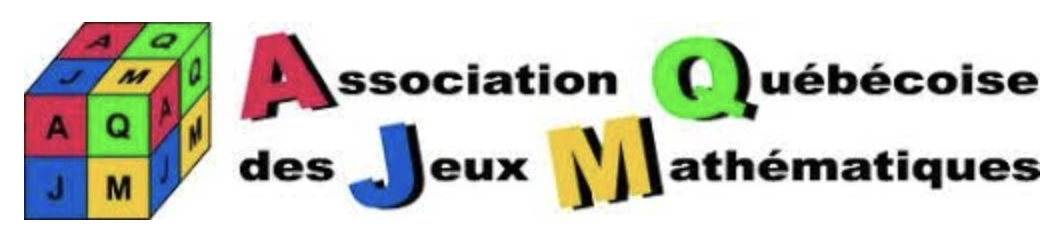 A Q
J M
A Q
J M
A Q
J M
Association Québécoise
des Jeux Mathématiques